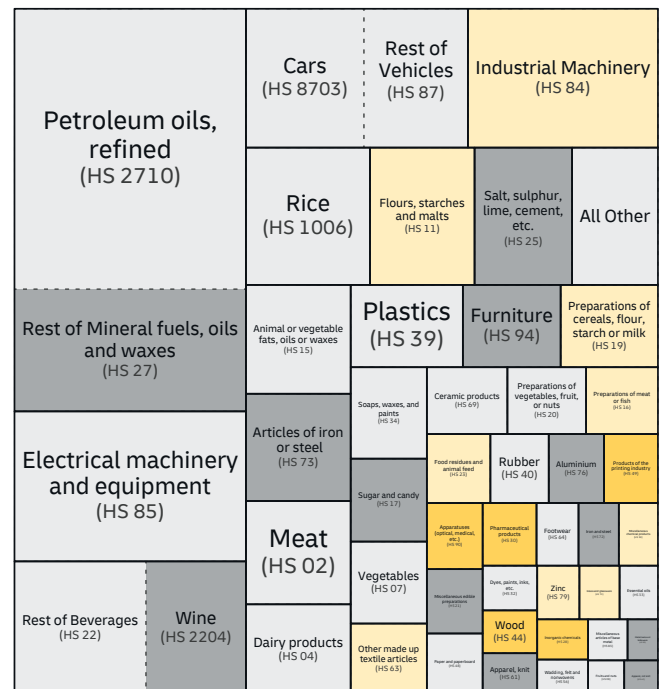 Petroleum oils,
refined
(HS 2710)
Rest of Mineral fuels, oils
and waxes
(HS 27)
Electrical machinery
and equipment
(HS 85)
Rest of Beverages
(HS 22)
Wine
(HS 2204)
Cars
(HS 8703)
Rest of
Vehicles
(HS 87)
Industrial Machinery
(HS 84)
Rice
(HS 1006)
Flours, starches
and malts
(HS 11)
Salt, sulphur,
lime, cement,
etc.
(HS 25)
All Other
Animal or vegetable
fats, oils or waxes
(HS 15)
Articles of iron
or steel
(HS 73)
Meat
(HS 02)
Dairy products
(HS 04)
Plastics
(HS 39)
Furniture
(HS 94)
Preparations of
cereals, flour,
starch or milk
(HS 19)
Soaps, waxes, and
paints
(HS 34)
Sugar and candy
(HS 17)
Vegetables
(HS 07)
Other made up
textile articles
(HS 63)
Ceramic products
(HS 69)
Preparations of
vegetables, fruit,
or nuts
(HS 20)
Preparations of meat
or fish
(HS 16)
Food residues and
animal feed
(HS 23)
Rubber
(HS 40)
Aluminium
(HS 76)
Products of the
printing industry
(HS 49)
Apparatuses
(optical, medical,
etc.)
(HS 90)
Pharmaceutical
products
(HS 30)
Footwear
(HS 64)
Iron and steel
(HS 72)
Miscellaneous
chemical products
Miscellaneous edible
preparations
(HS 21)
Dyes, paints, inks,
etc.
(HS 32)
Zinc
(HS 79)
Essential oils
(HS 33)
Wood
(HS 44)
Inorganic chemicals
(HS 28)
Miscellaneous
articles of base
metal
Paper and paperboard
(HS 48)
Apparel, knit
(HS 61)
Wadding, felt and
nonwovens
(HS 56)